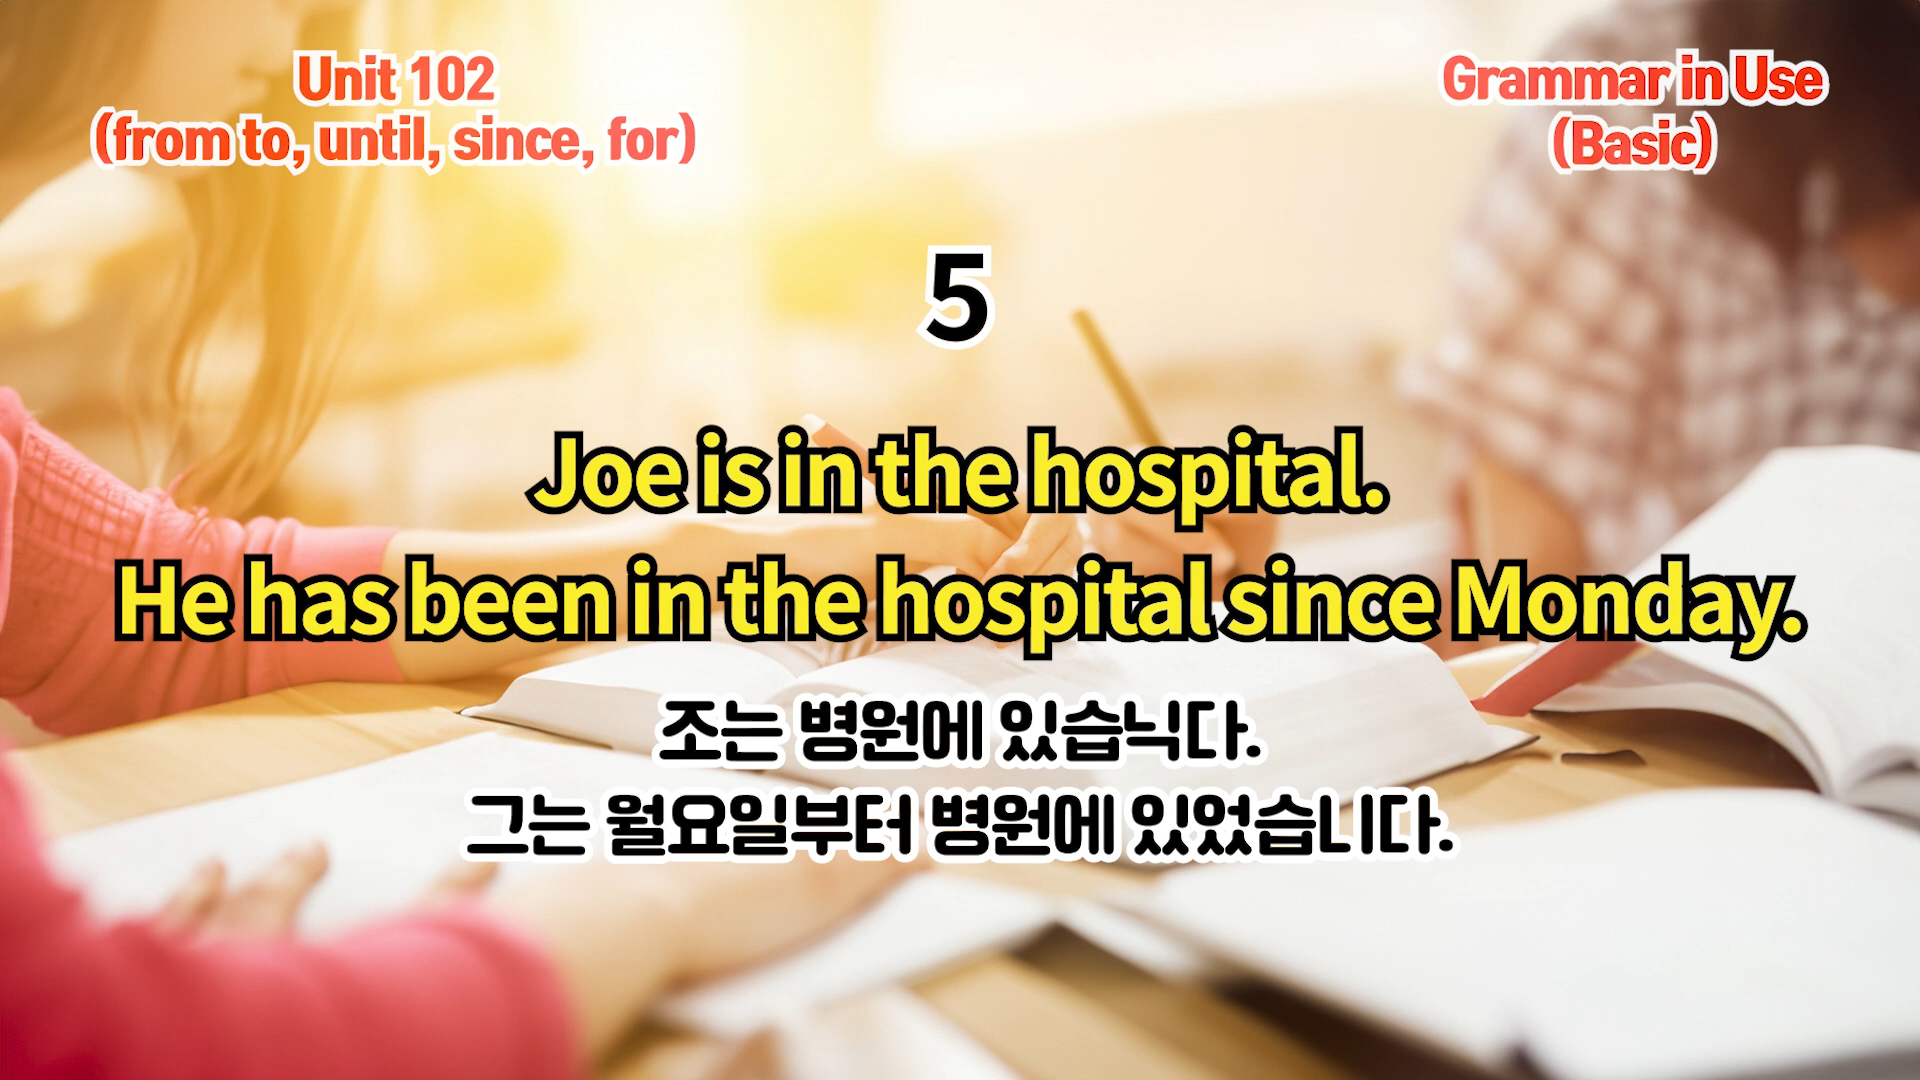 Unit 102
(from to, until, since, for)
Grammar in Use
(Basic)
5
Joe is in the hospital.
He has been in the hospital since Monday.
조는 병원에 있습닉다.
그는 월요일부터 병원에 있었습니다.